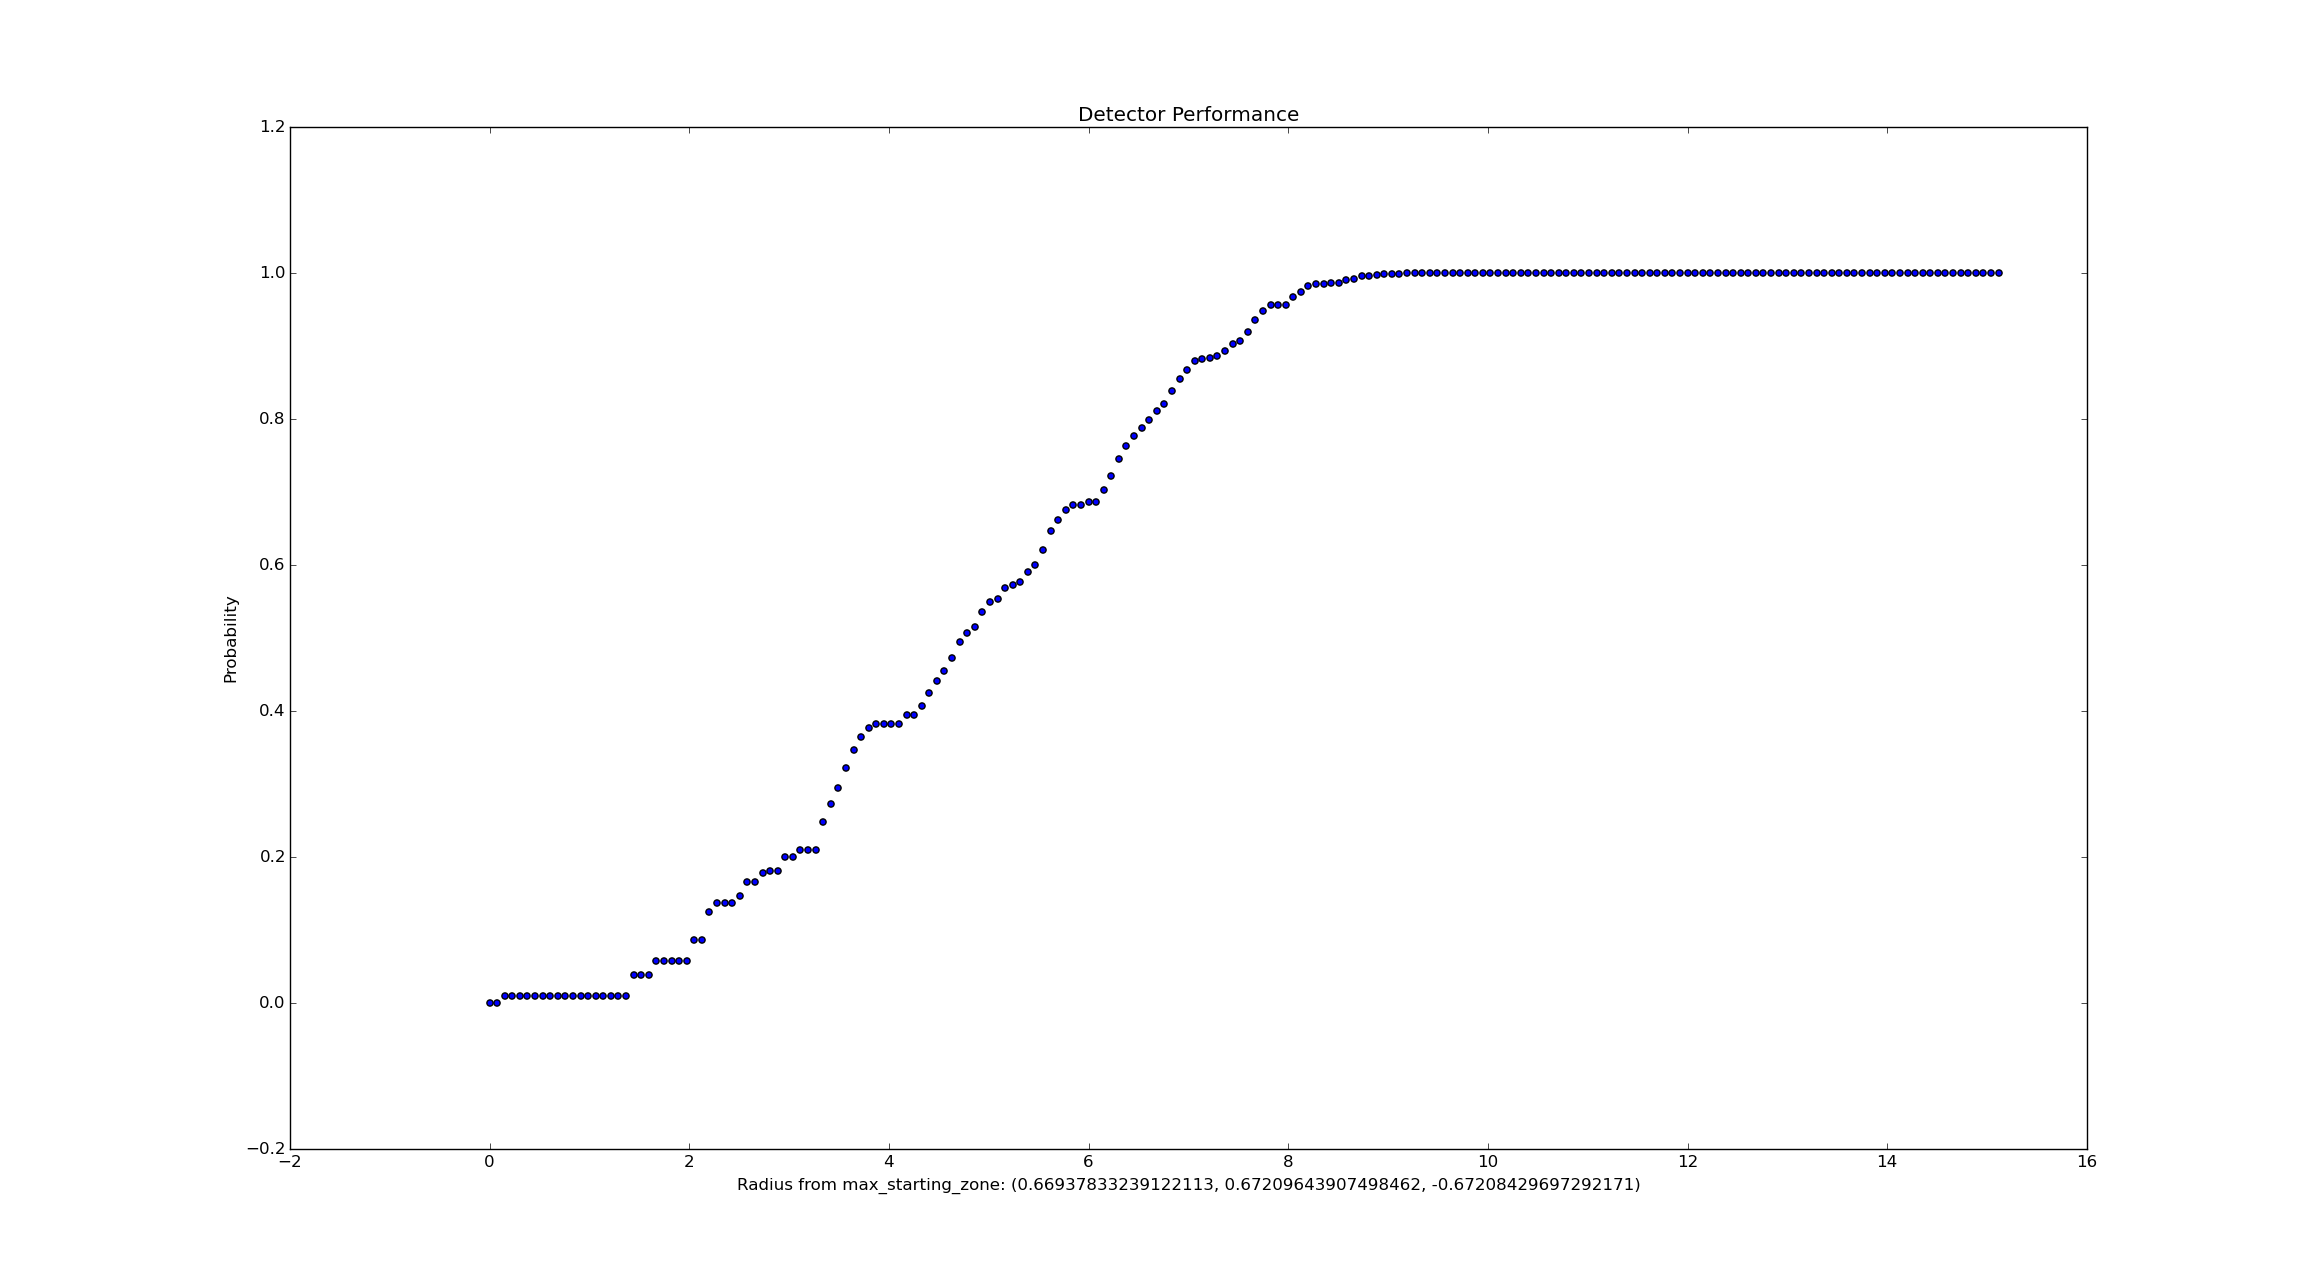 Detector Performance
1.2
1.0
0.8
0.6
0.4
0.2
0.0
−0.2
Probability
−2 0 2 4 6 8 10 12 14 16
Radius from max_starting_zone: (0.66937833239122113, 0.67209643907498462, -0.67208429697292171)